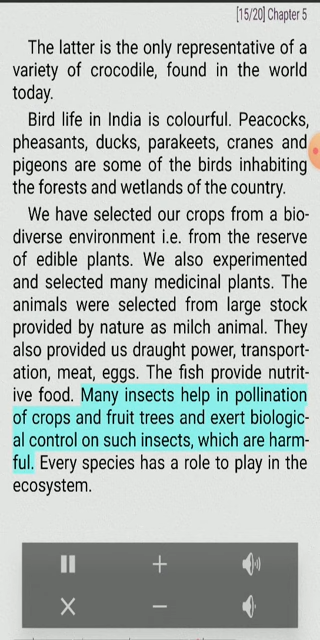 [15/20] Chapter 5
The latter is the only representative of a
variety of crocodile, found in the world
today.
Bird life in India is colourful. Peacocks,
pheasants, ducks, parakeets, cranes and
pigeons are some of the birds inhabiting
the forests and wetlands of the country.
We have selected our crops from a bio-
diverse environment i.e. from the reserve
of edible plants. We also experimented
and selected many medicinal plants. The
animals were selected from large stock
provided by nature as milch animal. They
also provided us draught power, transport-
ation, meat, eggs. The fish provide nutrit-
ive food. Many insects help in pollination
of crops and fruit trees and exert biologic-
al control on such insects, which are harm-
ful. Every species has a role to play in the
ecosystem.